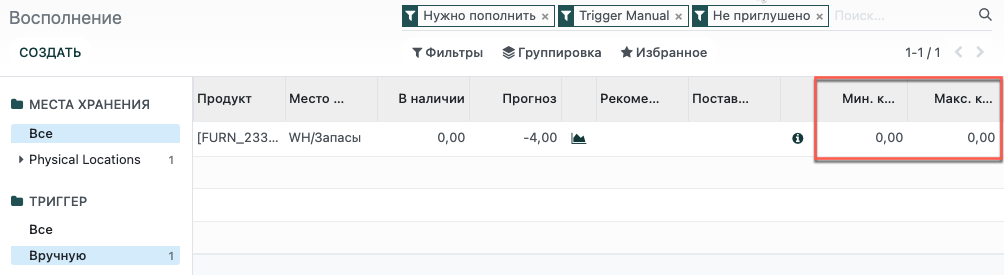 Восполнение
Нужно пополнить ×
Trigger Manual ×
Не приглушено ×
Поиск...
СОЗДАТЬ
Фильтры
Группировка
Избранное
1-1 / 1
МЕСТА ХРАНЕНИЯ
Все
Physical Locations 1
ТРИГГЕР
Все
Вручную 1
Продукт Место ... В наличии Прогноз Рекоме... Постав... Мин. к... Макс. к...
[FURN_233... WH/Запасы 0,00 -4,00 0,00 0,00